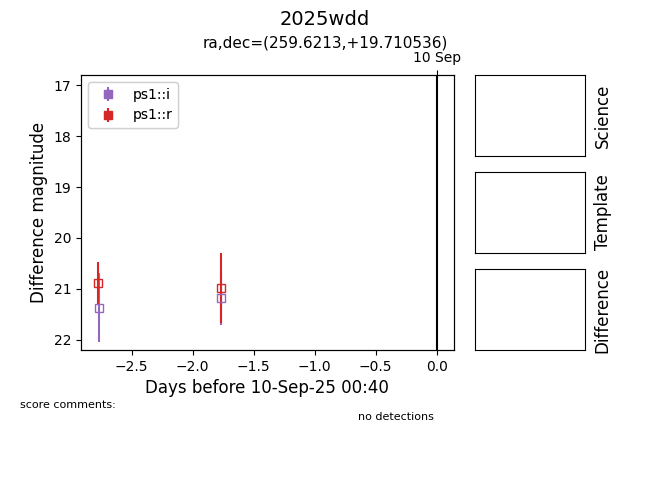 2025wdd
ra,dec=(259.6213,+19.710536)
10 Sep
ps1::i
ps1::r
17
18
19
20
21
22
Difference magnitude
−2.5
−2.0
−1.5
−1.0
−0.5
0.0
Days before 10-Sep-25 00:40
Science
Template
Difference
score comments:
no detections